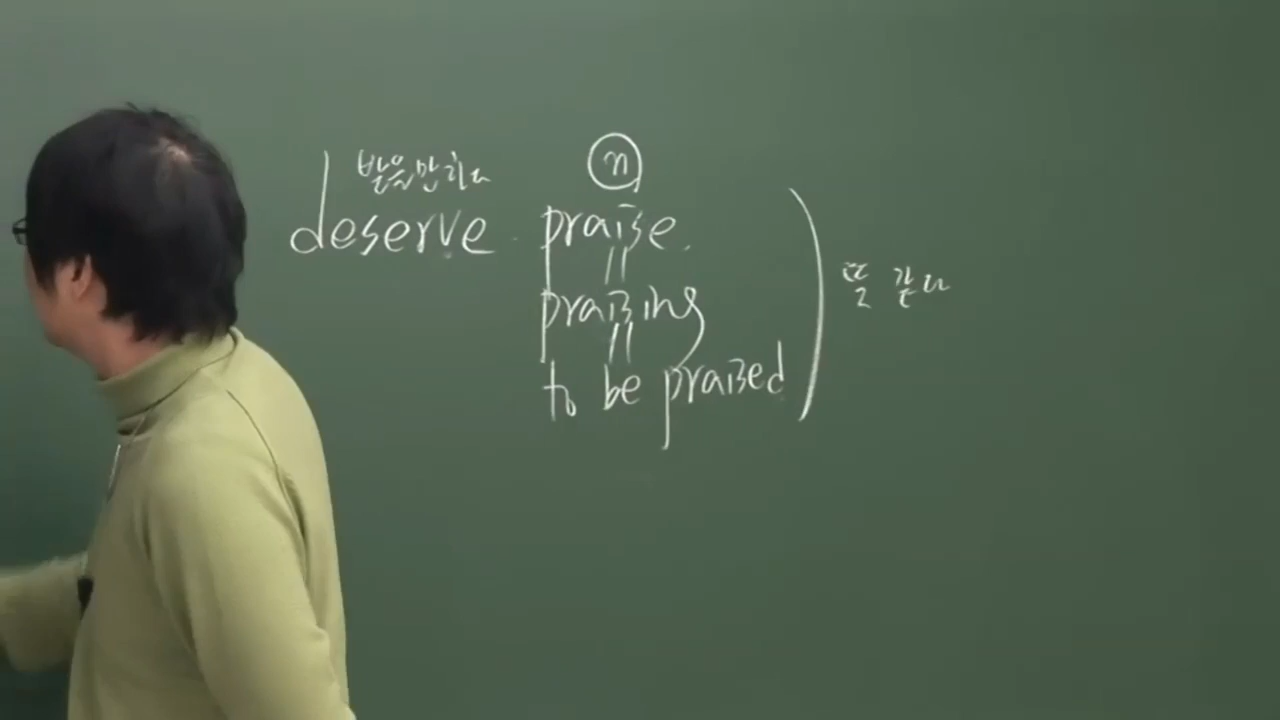 받을만하다 ⓝ
deserve praise.
||
praising
||
to be praised
똑 같다